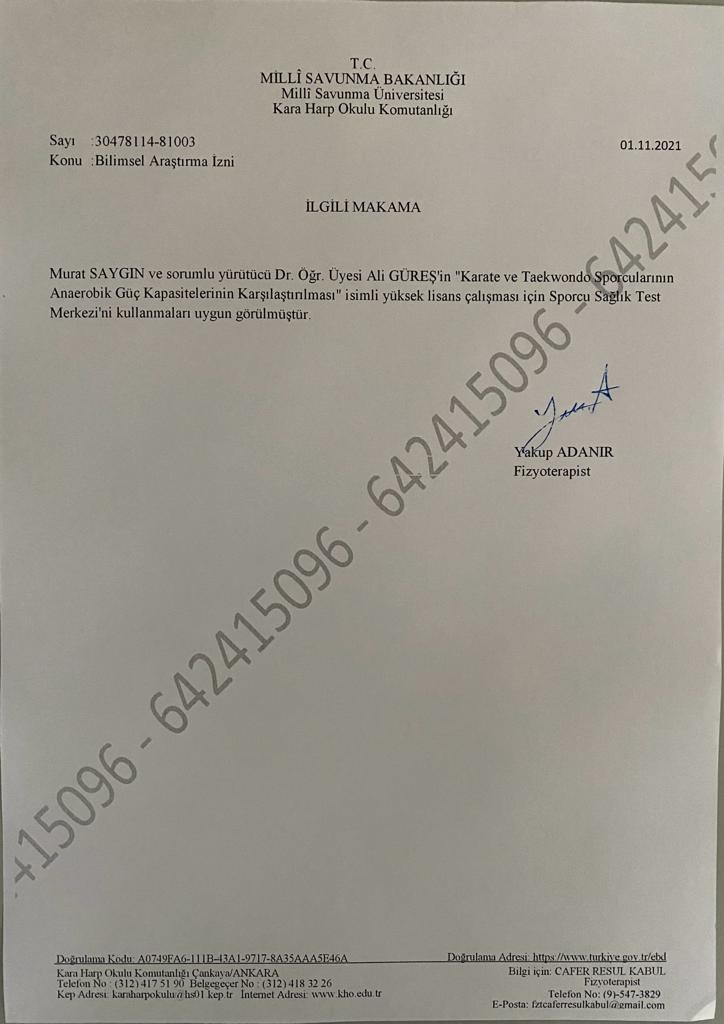 T.C.
MİLLÎ SAVUNMA BAKANLIĞI
Millî Savunma Üniversitesi
Kara Harp Okulu Komutanlığı
Sayı :30478114-81003
01.11.2021
Konu :Bilimsel Araştırma İzni
İLGİLİ MAKAMA
Murat SAYGIN ve sorumlu yürütücü Dr. Öğr. Üyesi Ali GÜREŞ'in "Karate ve Taekwondo Sporcularının
Anaerobik Güç Kapasitelerinin Karşılaştırılması" isimli yüksek lisans çalışması için Sporcu Sağlık Test
Merkezi'ni kullanmaları uygun görülmüştür.
Yakup ADANIR
Fizyoterapist
+15096 - 642415096 - 642415096 - 642415
Doğrulama Kodu: A0749FA6-111B-43A1-9717-8A35AAA5E46A
Doğrulama Adresi: https://www.turkiye.gov.tr/ebd
Kara Harp Okulu Komutanlığı Çankaya/ANKARA
Bilgi için: CAFER RESUL KABUL
Fizyoterapist
Telefon No : (312) 417 51 90 Belgegeçer No : (312) 418 32 26
Telefon No: (9)-547-3829
Kep Adresi: karaharpokulu@hs01.kep.tr İnternet Adresi: www.kho.edu.tr
E-Posta: fztcaferresulkabul@gmail.com